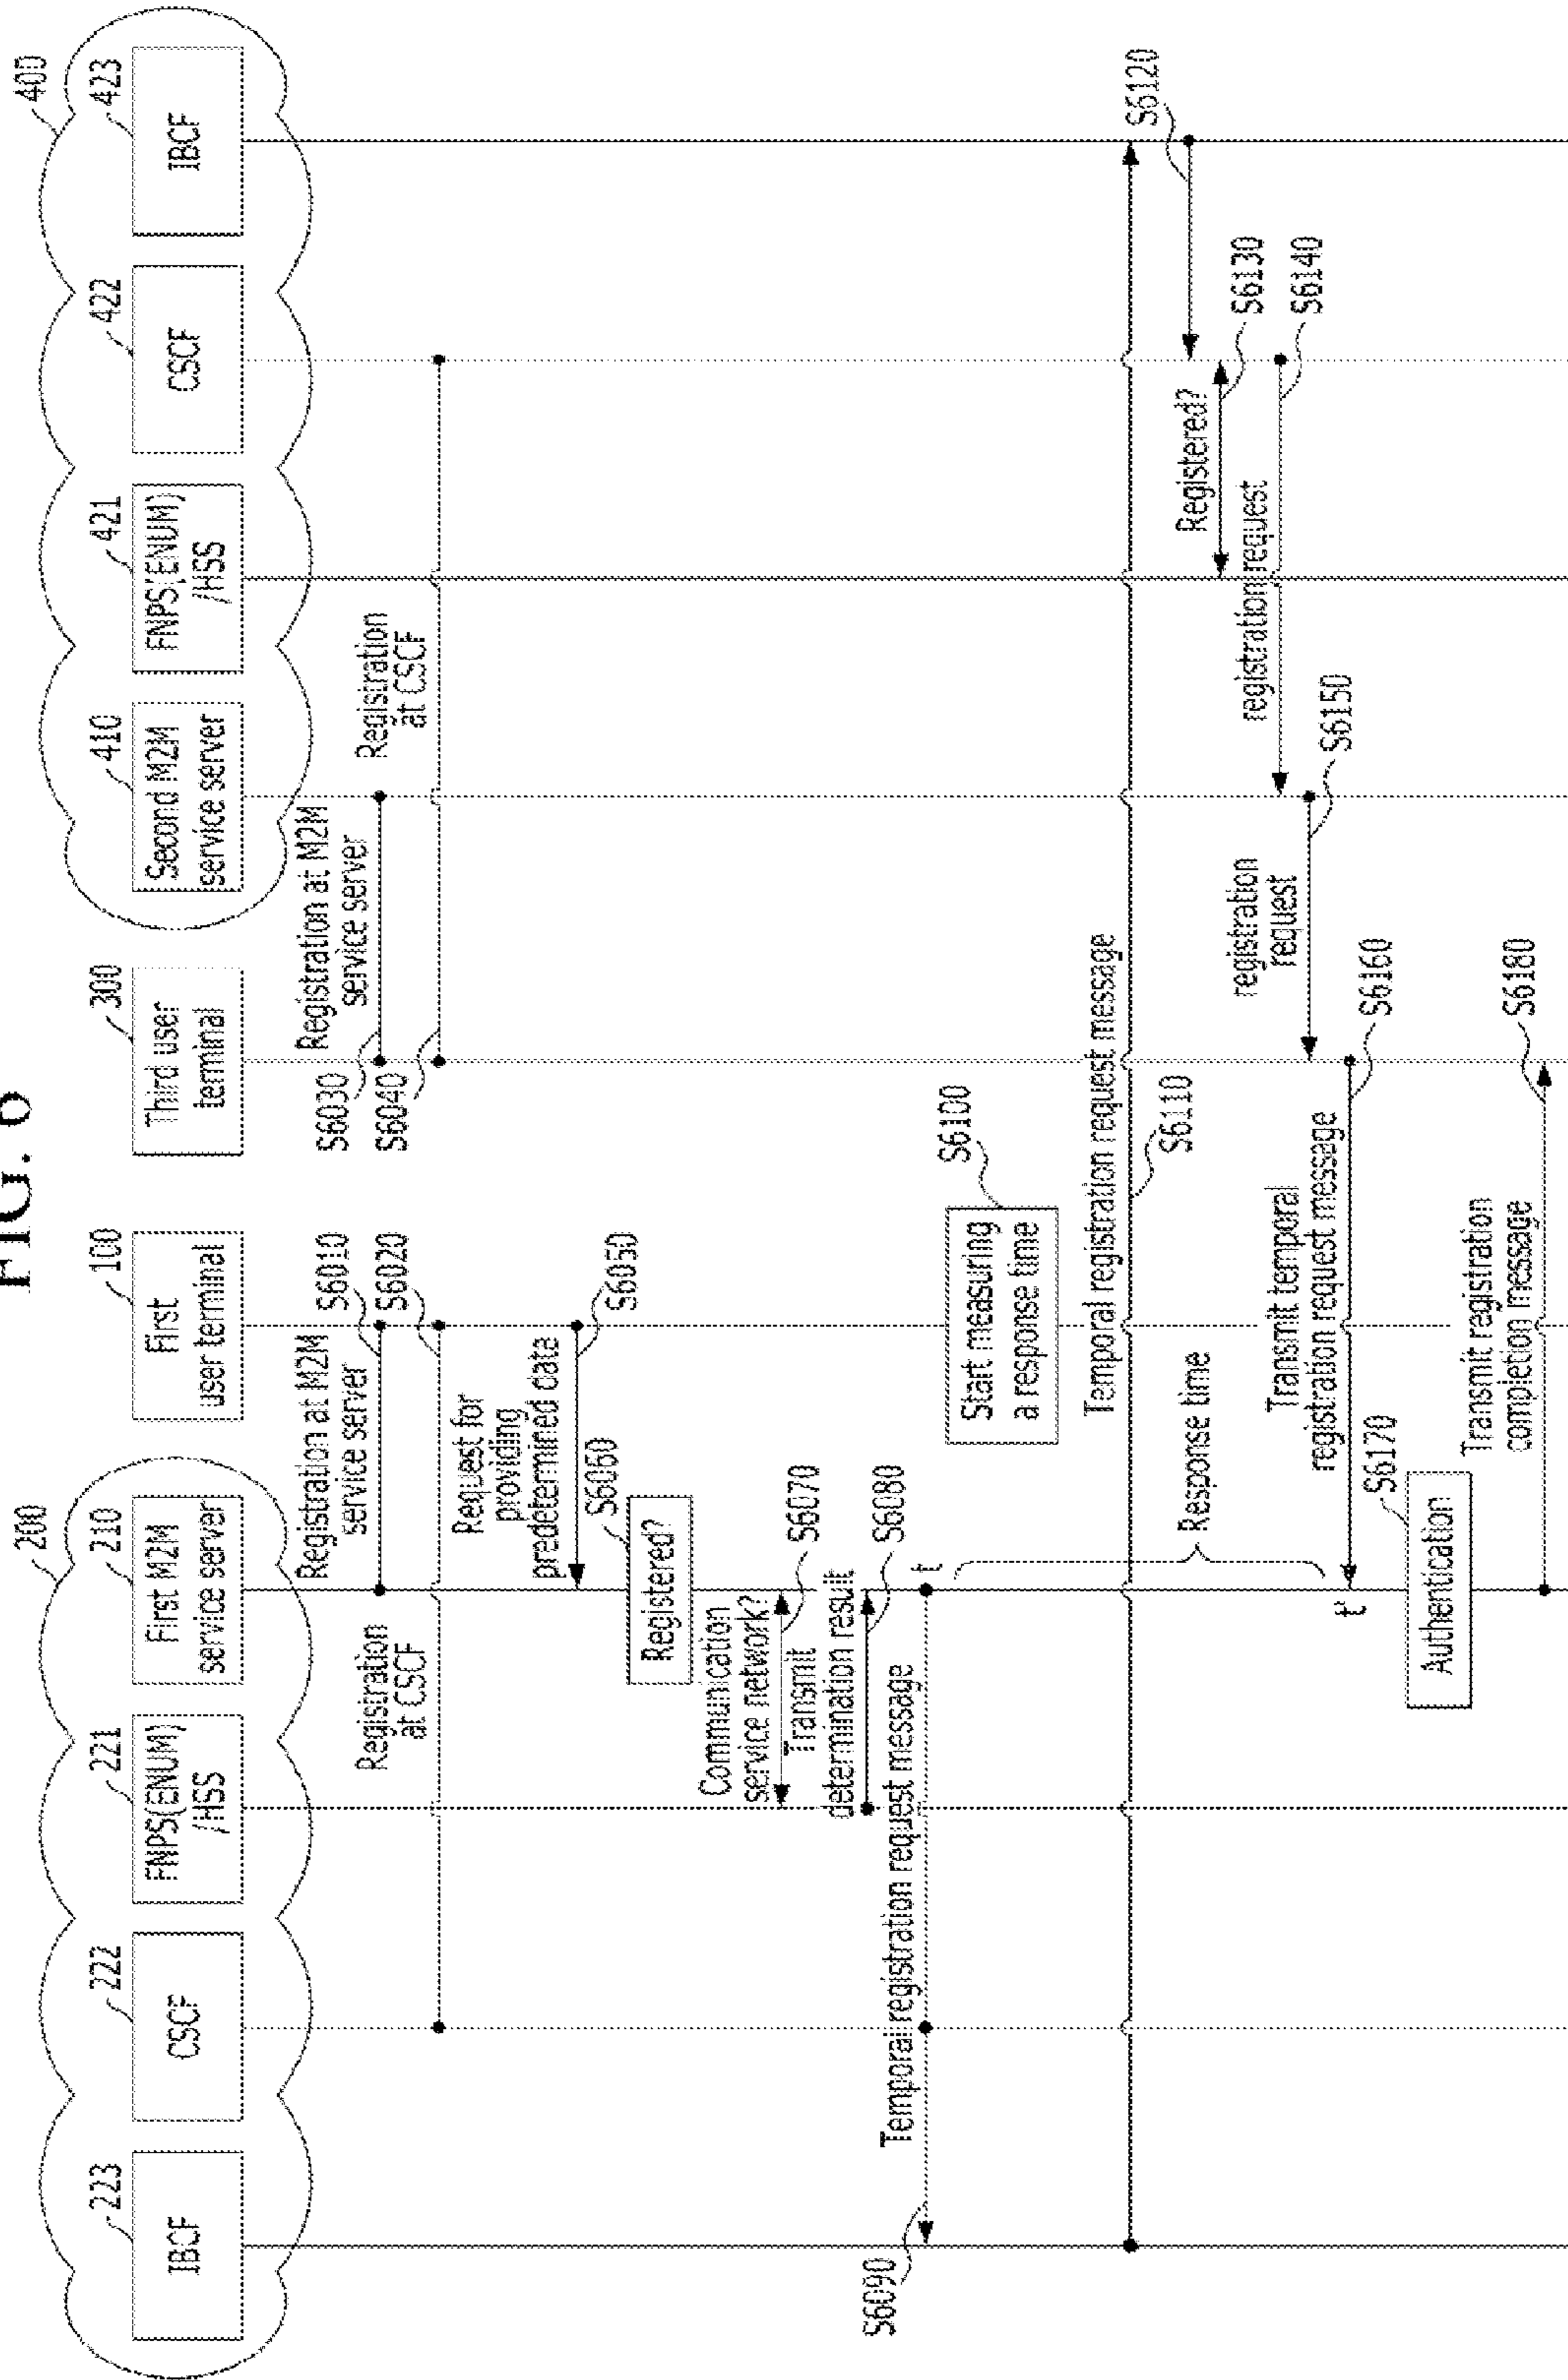 FIG. 6
200
400
223
222
221
210
100
300
410
421
422
423
IBCF
CSCF
FNPS(ENUM)
/HSS
First M2M
service server
First
user terminal
Third user
terminal
Second M2M
service server
FNPS(ENUM)
/HSS
CSCF
IBCF
Registration at M2M
service server
S6010
Registration
at CSCF
S6020
Registration at M2M
service server
S6030
Registration
at CSCF
S6040
Request for
providing
predetermined date
S6050
S6060
Registered?
Communication
service network?
S6070
Transmit
determination result
S6080
Temporal registration request message
t
S6090
S6100
Start measuring
a response time
Temporal registration request message
S6110
S6120
Registered?
S6130
registration request
S6140
registration
request
S6150
Response time
Transmit temporal
registration request message
S6160
t'
S6170
Authentication
Transmit registration
completion message
S6180